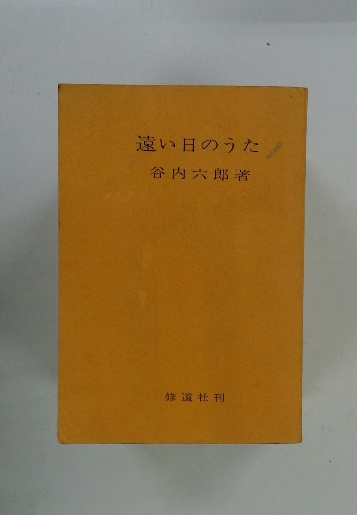 遠い日のうた
谷内六郎著
修道社刊